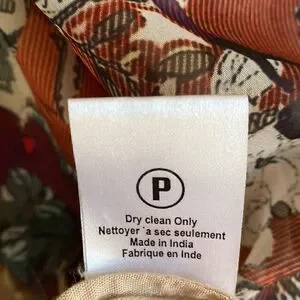 P
Dry clean Only
Nettoyer `a sec seulement
Made in India
Fabrique en Inde